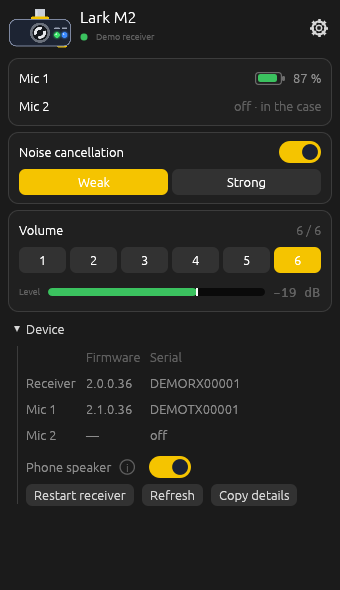 Lark M2
Demo receiver
Mic 1 87 %
Mic 2 off · in the case
Noise cancellation
Weak Strong
Volume 6 / 6
1 2 3 4 5 6
Level −19 dB
▼ Device
Firmware Serial
Receiver 2.0.0.36 DEMORX00001
Mic 1 2.1.0.36 DEMOTX00001
Mic 2 — off
Phone speaker i
Restart receiver Refresh Copy details